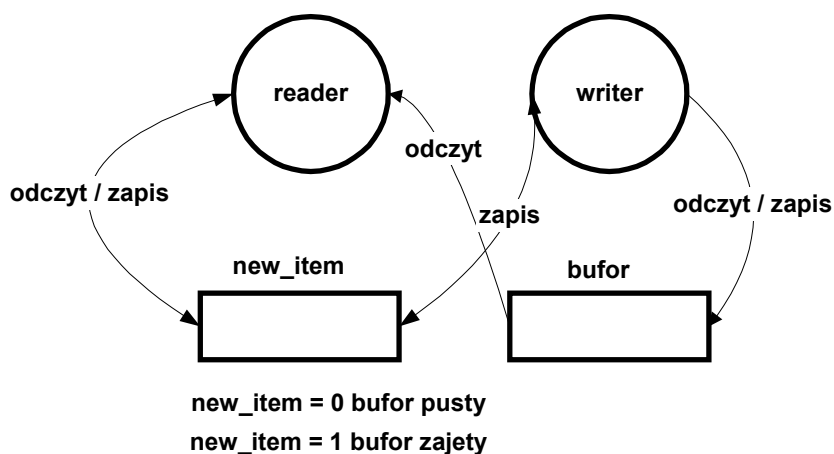 reader
writer
odczyt
odczyt / zapis
zapis
odczyt / zapis
new_item
bufor
new_item = 0 bufor pusty
new_item = 1 bufor zajety